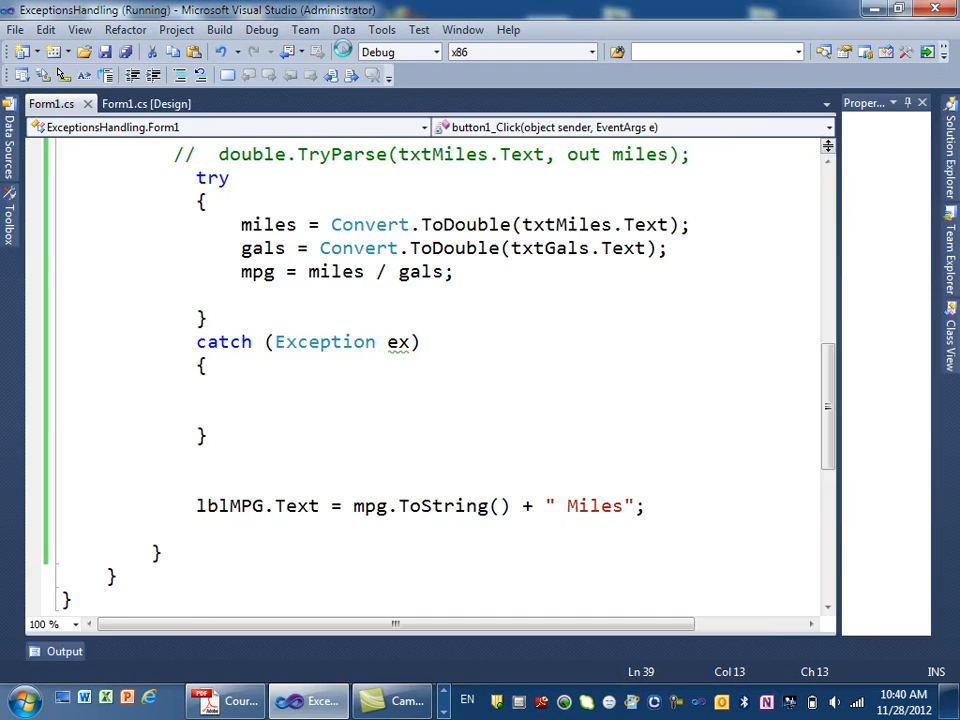 ExceptionsHandling (Running) - Microsoft Visual Studio (Administrator)
File Edit View Refactor Project Build Debug Team Data Tools Test Window Help
Debug x86
Form1.cs Form1.cs [Design]
Proper...
ExceptionsHandling.Form1 button1_Click(object sender, EventArgs e)
Data Sources
Toolbox
Solution Explorer
Team Explorer
Class View
// double.TryParse(txtMiles.Text, out miles);
try
{
miles = Convert.ToDouble(txtMiles.Text);
gals = Convert.ToDouble(txtGals.Text);
mpg = miles / gals;
}
catch (Exception ex)
{
}
lblMPG.Text = mpg.ToString() + " Miles";
}
}
}
100 %
Output
Ln 39 Col 13 Ch 13 INS
Cour... Exce... Cam... EN
10:40 AM
11/28/2012